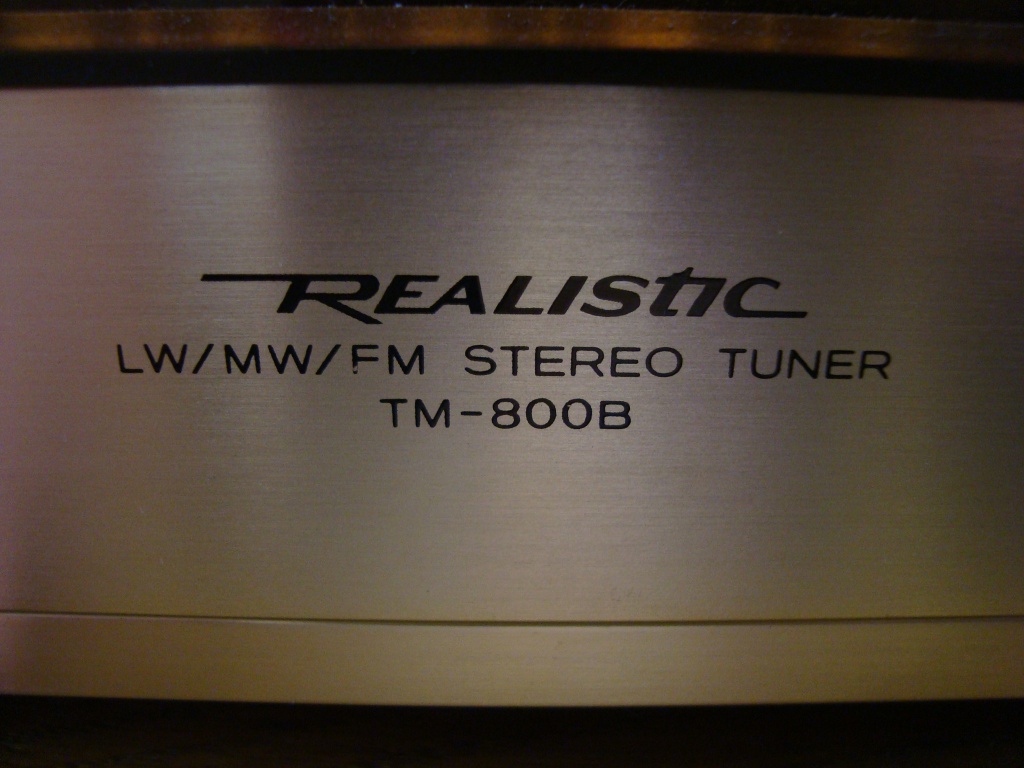 REALISTIC
LW/MW/FM STEREO TUNER
TM-800B